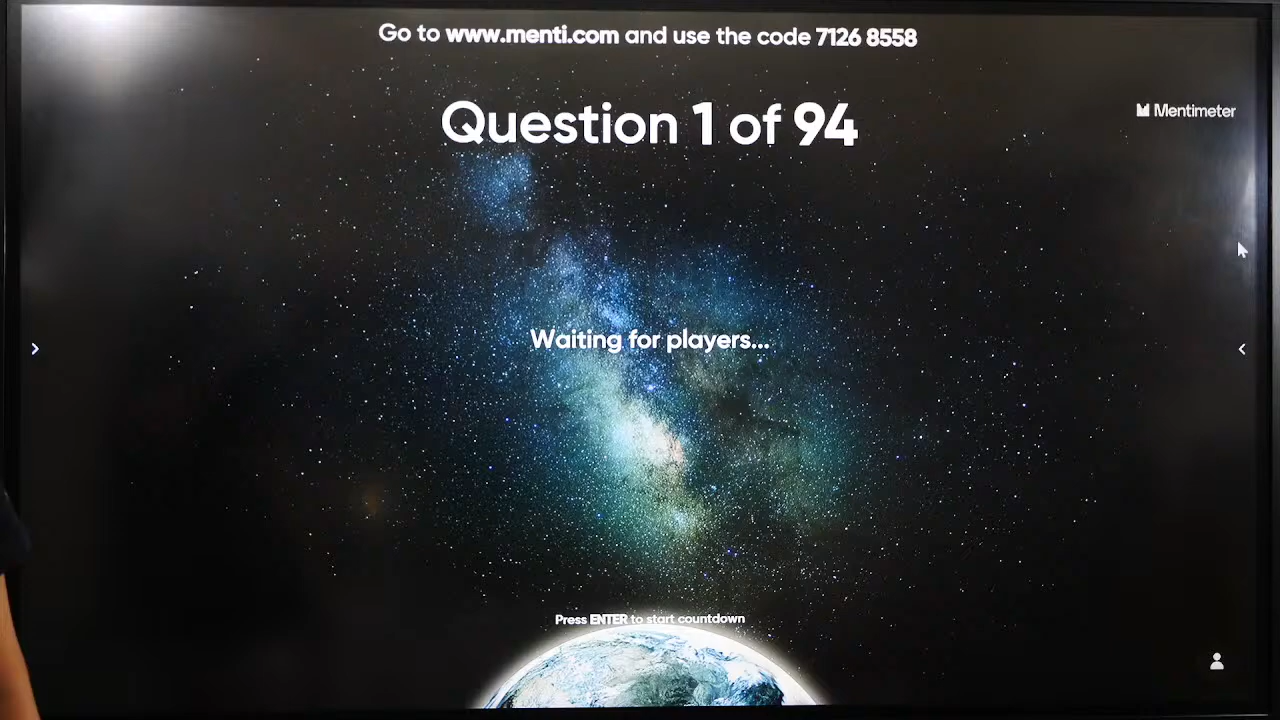 Go to www.menti.com and use the code 7126 8558
Question 1 of 94
Mentimeter
Waiting for players...
Press ENTER to start countdown